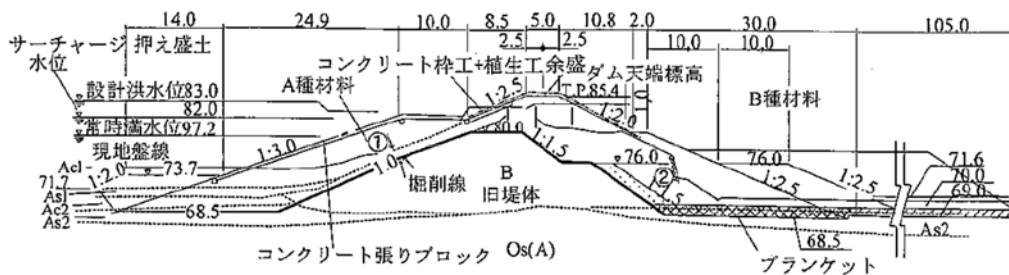 14.0 24.9 10.0 8.5 5.0 10.8 2.0 30.0 105.0
サーチャージ 押え盛土 2.5 2.5 10.0 10.0
水位 コンクリート枠工+植生工 余盛 ダム天端標高
A種材料 1:2.5 T.P.85.4 B種材料
設計洪水位83.0
82.0 1:2.0
常時満水位97.2 ① 80.0
現地盤線 1:3.0 1:1.5
Ac1 73.7 1.0 B 76.0 76.0 71.6
1:2.0 掘削線 旧堤体 ② 1:2.5 1:2.5 70.0
71.7 69.0
As1
Ac2 68.5 As2
As2
68.5
コンクリート張りブロック Os(A) ブランケット